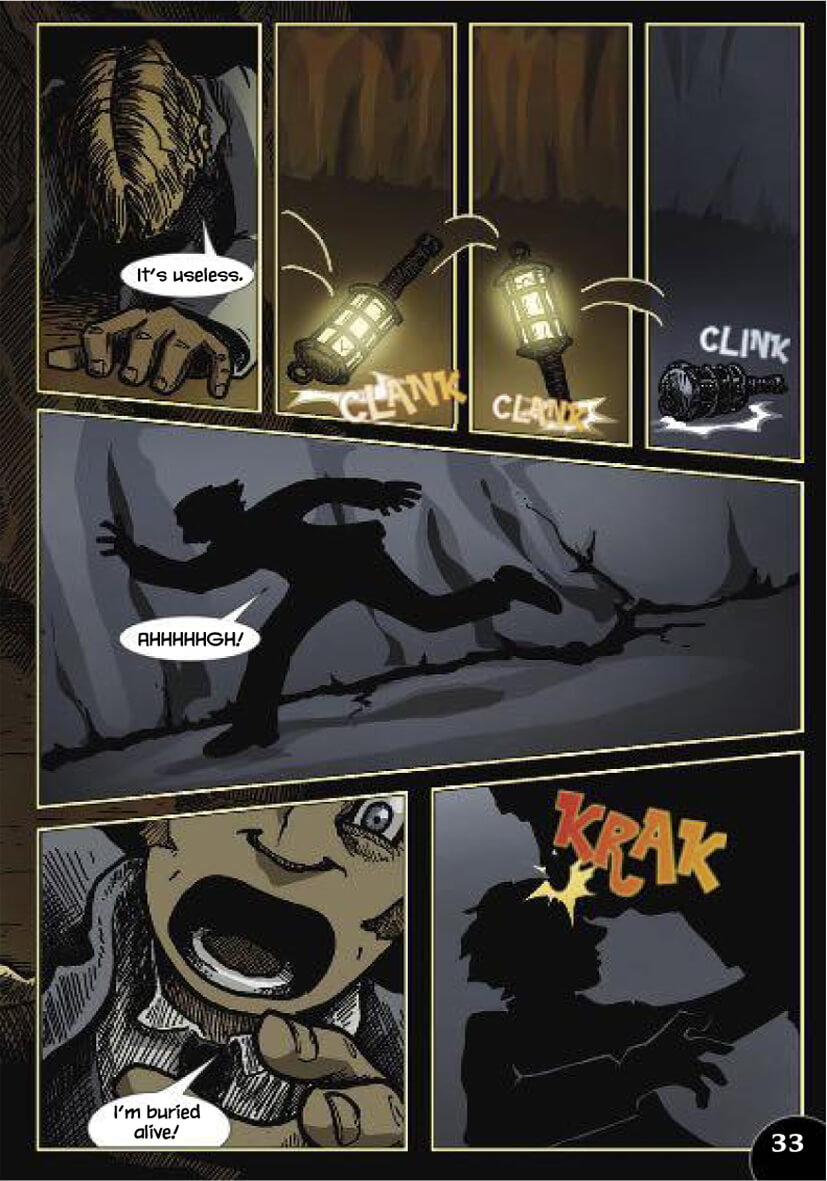 It's useless.
CLANK
CLANK
CLINK
AHHHHHGH!
I'm buried
alive!
KRAK
33